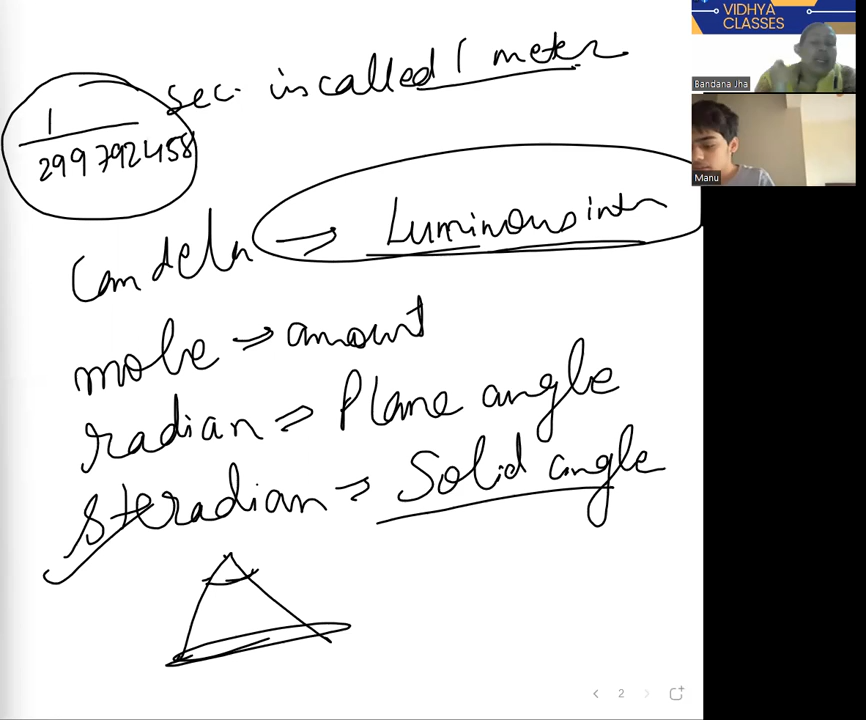 VIDHYA
CLASSES
Bandana Jha
Manu
1
299792458
Sec. is called 1 meter
Candela → Luminous inten
mole ⇒ amount
radian ⇒ Plane angle
Steradian ⇒ Solid angle
2